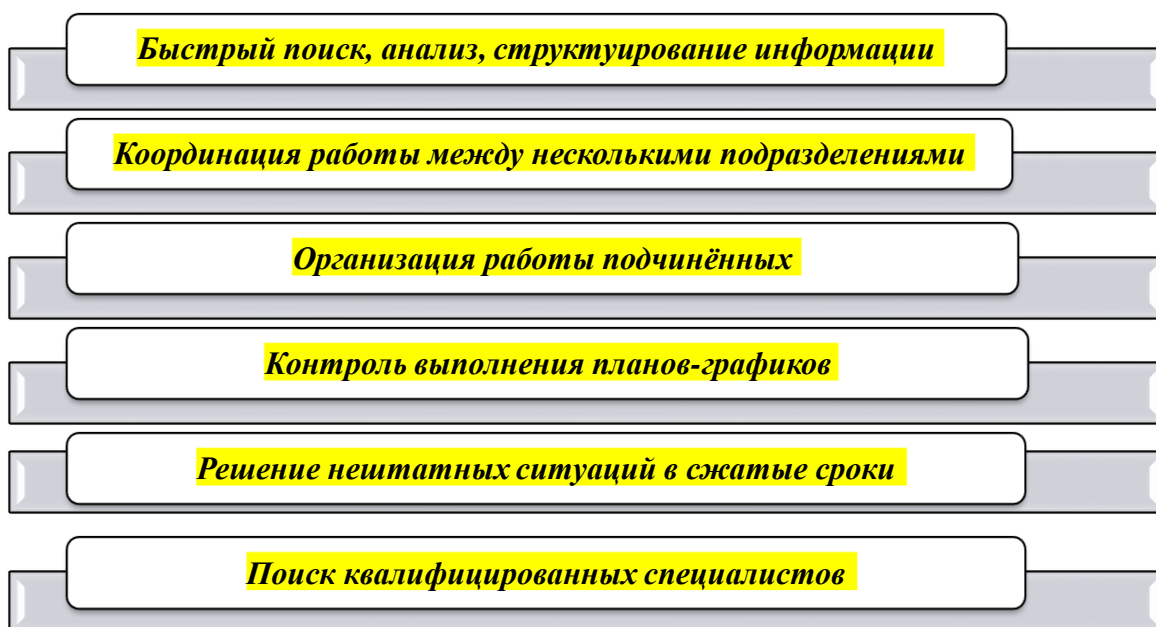 Быстрый поиск, анализ, структуирование информации
Координация работы между несколькими подразделениями
Организация работы подчинённых
Контроль выполнения планов-графиков
Решение нештатных ситуаций в сжатые сроки
Поиск квалифицированных специалистов